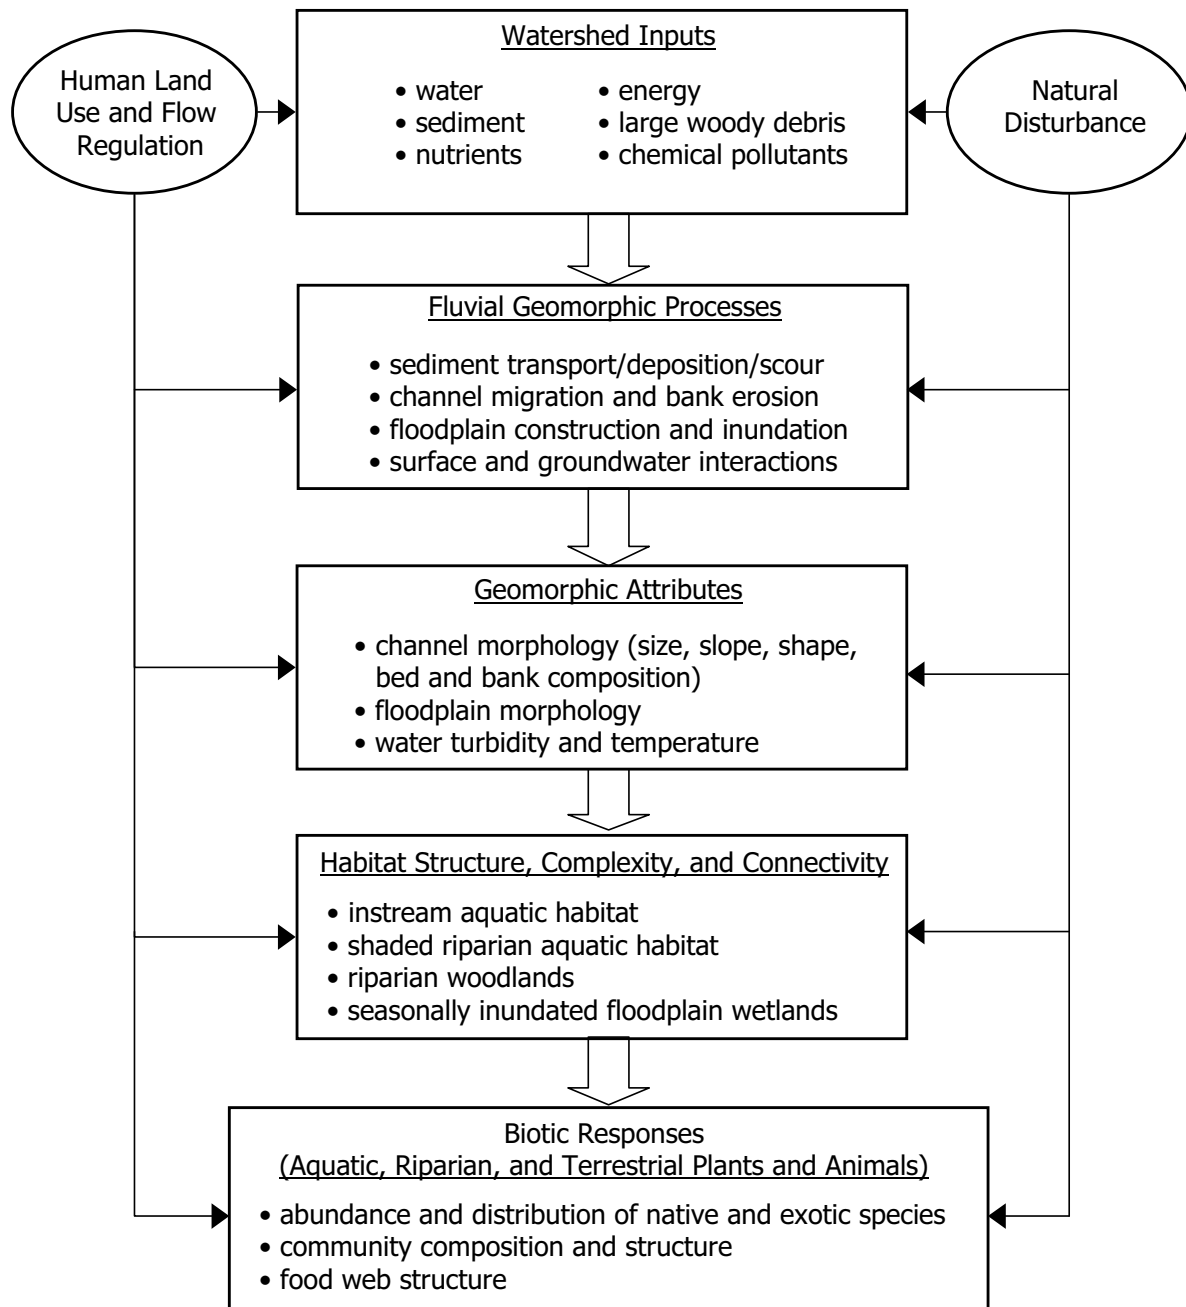 Watershed Inputs
• water
• sediment
• nutrients
• energy
• large woody debris
• chemical pollutants
Human Land
Use and Flow
Regulation
Natural
Disturbance
Fluvial Geomorphic Processes
• sediment transport/deposition/scour
• channel migration and bank erosion
• floodplain construction and inundation
• surface and groundwater interactions
Geomorphic Attributes
• channel morphology (size, slope, shape,
bed and bank composition)
• floodplain morphology
• water turbidity and temperature
Habitat Structure, Complexity, and Connectivity
• instream aquatic habitat
• shaded riparian aquatic habitat
• riparian woodlands
• seasonally inundated floodplain wetlands
Biotic Responses
(Aquatic, Riparian, and Terrestrial Plants and Animals)
• abundance and distribution of native and exotic species
• community composition and structure
• food web structure